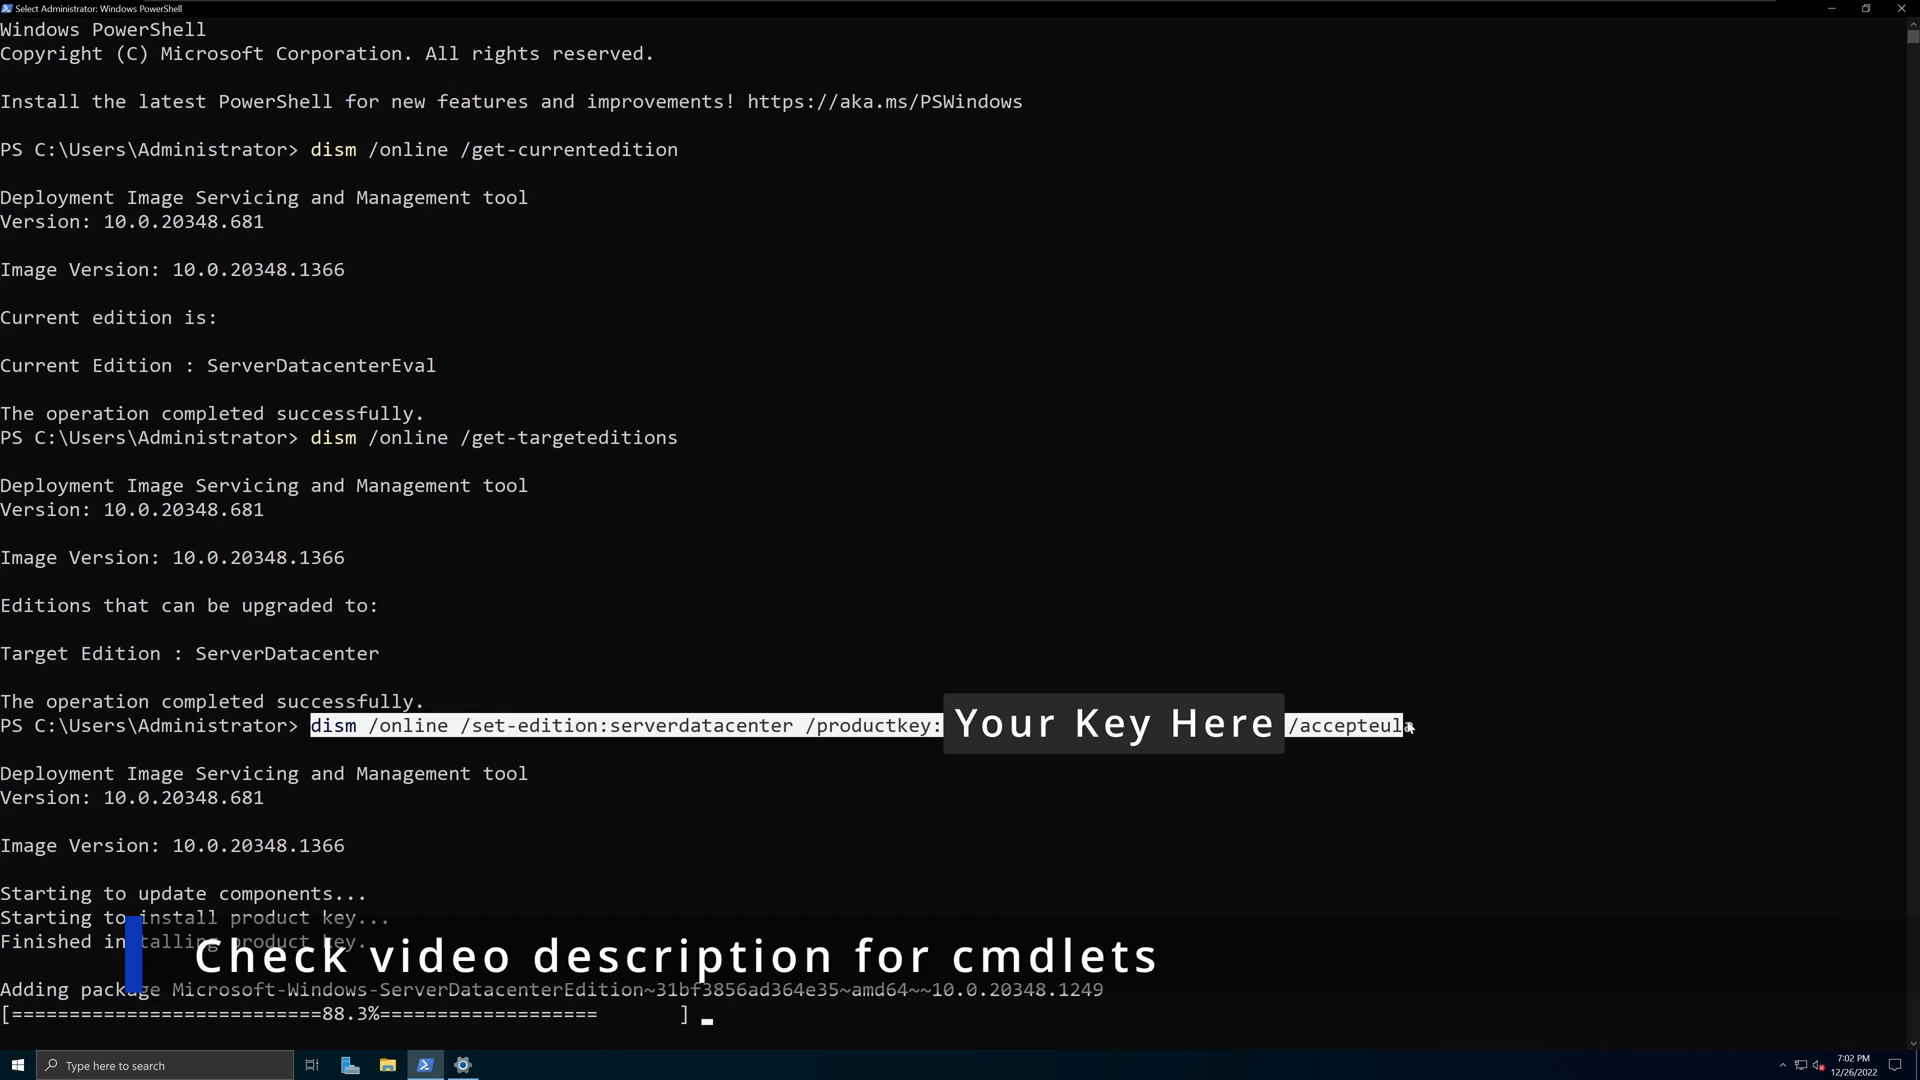 Select Administrator: Windows PowerShell
Windows PowerShell
Copyright (C) Microsoft Corporation. All rights reserved.
Install the latest PowerShell for new features and improvements! https://aka.ms/PSWindows
PS C:\Users\Administrator> dism /online /get-currentedition
Deployment Image Servicing and Management tool
Version: 10.0.20348.681
Image Version: 10.0.20348.1366
Current edition is:
Current Edition : ServerDatacenterEval
The operation completed successfully.
PS C:\Users\Administrator> dism /online /get-targeteditions
Deployment Image Servicing and Management tool
Version: 10.0.20348.681
Image Version: 10.0.20348.1366
Editions that can be upgraded to:
Target Edition : ServerDatacenter
The operation completed successfully.
PS C:\Users\Administrator> dism /online /set-edition:serverdatacenter /productkey: Your Key Here /accepteula
Deployment Image Servicing and Management tool
Version: 10.0.20348.681
Image Version: 10.0.20348.1366
Starting to update components...
Starting to install product key...
Finished installing product key.
Check video description for cmdlets
Adding package Microsoft-Windows-ServerDatacenterEdition~31bf3856ad364e35~amd64~~10.0.20348.1249
[===========================88.3%===================       ]
Type here to search
7:02 PM
12/26/2022